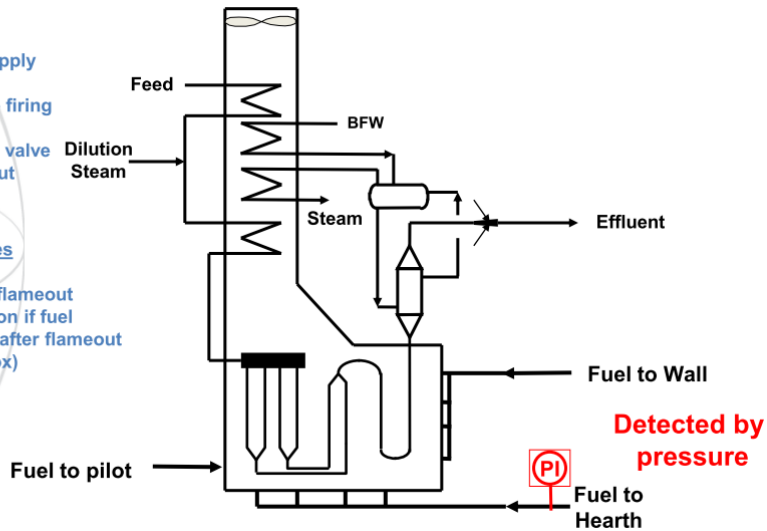 pply
firing
valve
ut
es
flameout
on if fuel
after flameout
ox)
Feed
BFW
Dilution
Steam
Steam
Effluent
Fuel to Wall
Detected by
pressure
PI
Fuel to pilot
Fuel to
Hearth